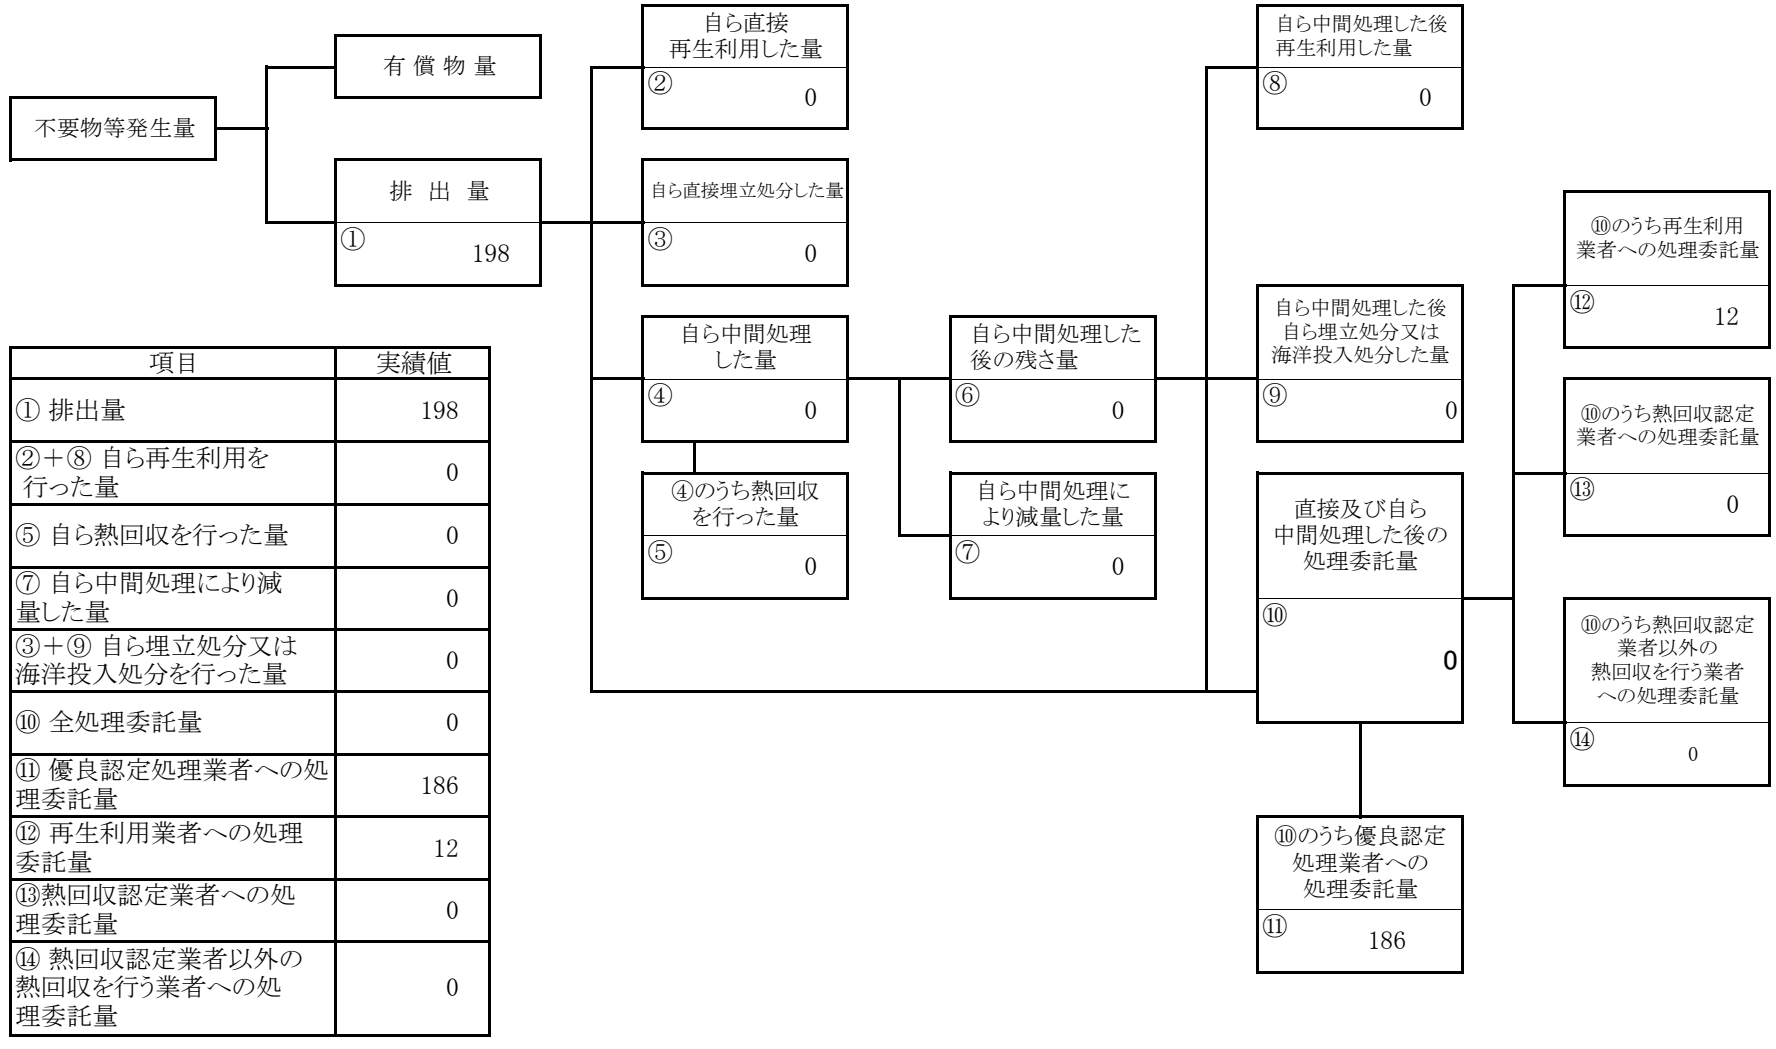 不要物等発生量
有 償 物 量
排 出 量
①
198
自ら直接
再生利用した量
②
0
自ら直接埋立処分した量
③
0
自ら中間処理
した量
④
0
④のうち熱回収
を行った量
⑤
0
自ら中間処理した
後の残さ量
⑥
0
自ら中間処理に
より減量した量
⑦
0
自ら中間処理した後
再生利用した量
⑧
0
自ら中間処理した後
自ら埋立処分又は
海洋投入処分した量
⑨
0
直接及び自ら
中間処理した後の
処理委託量
⑩
0
⑩のうち優良認定
処理業者への
処理委託量
⑪
186
⑩のうち再生利用
業者への処理委託量
⑫
12
⑩のうち熱回収認定
業者への処理委託量
⑬
0
⑩のうち熱回収認定
業者以外の
熱回収を行う業者
への処理委託量
⑭
0
項目 実績値
① 排出量 198
②＋⑧ 自ら再生利用を
行った量 0
⑤ 自ら熱回収を行った量 0
⑦ 自ら中間処理により減
量した量 0
③＋⑨ 自ら埋立処分又は
海洋投入処分を行った量 0
⑩ 全処理委託量 0
⑪ 優良認定処理業者への処
理委託量 186
⑫ 再生利用業者への処理
委託量 12
⑬熱回収認定業者への処
理委託量 0
⑭ 熱回収認定業者以外の
熱回収を行う業者への処
理委託量 0